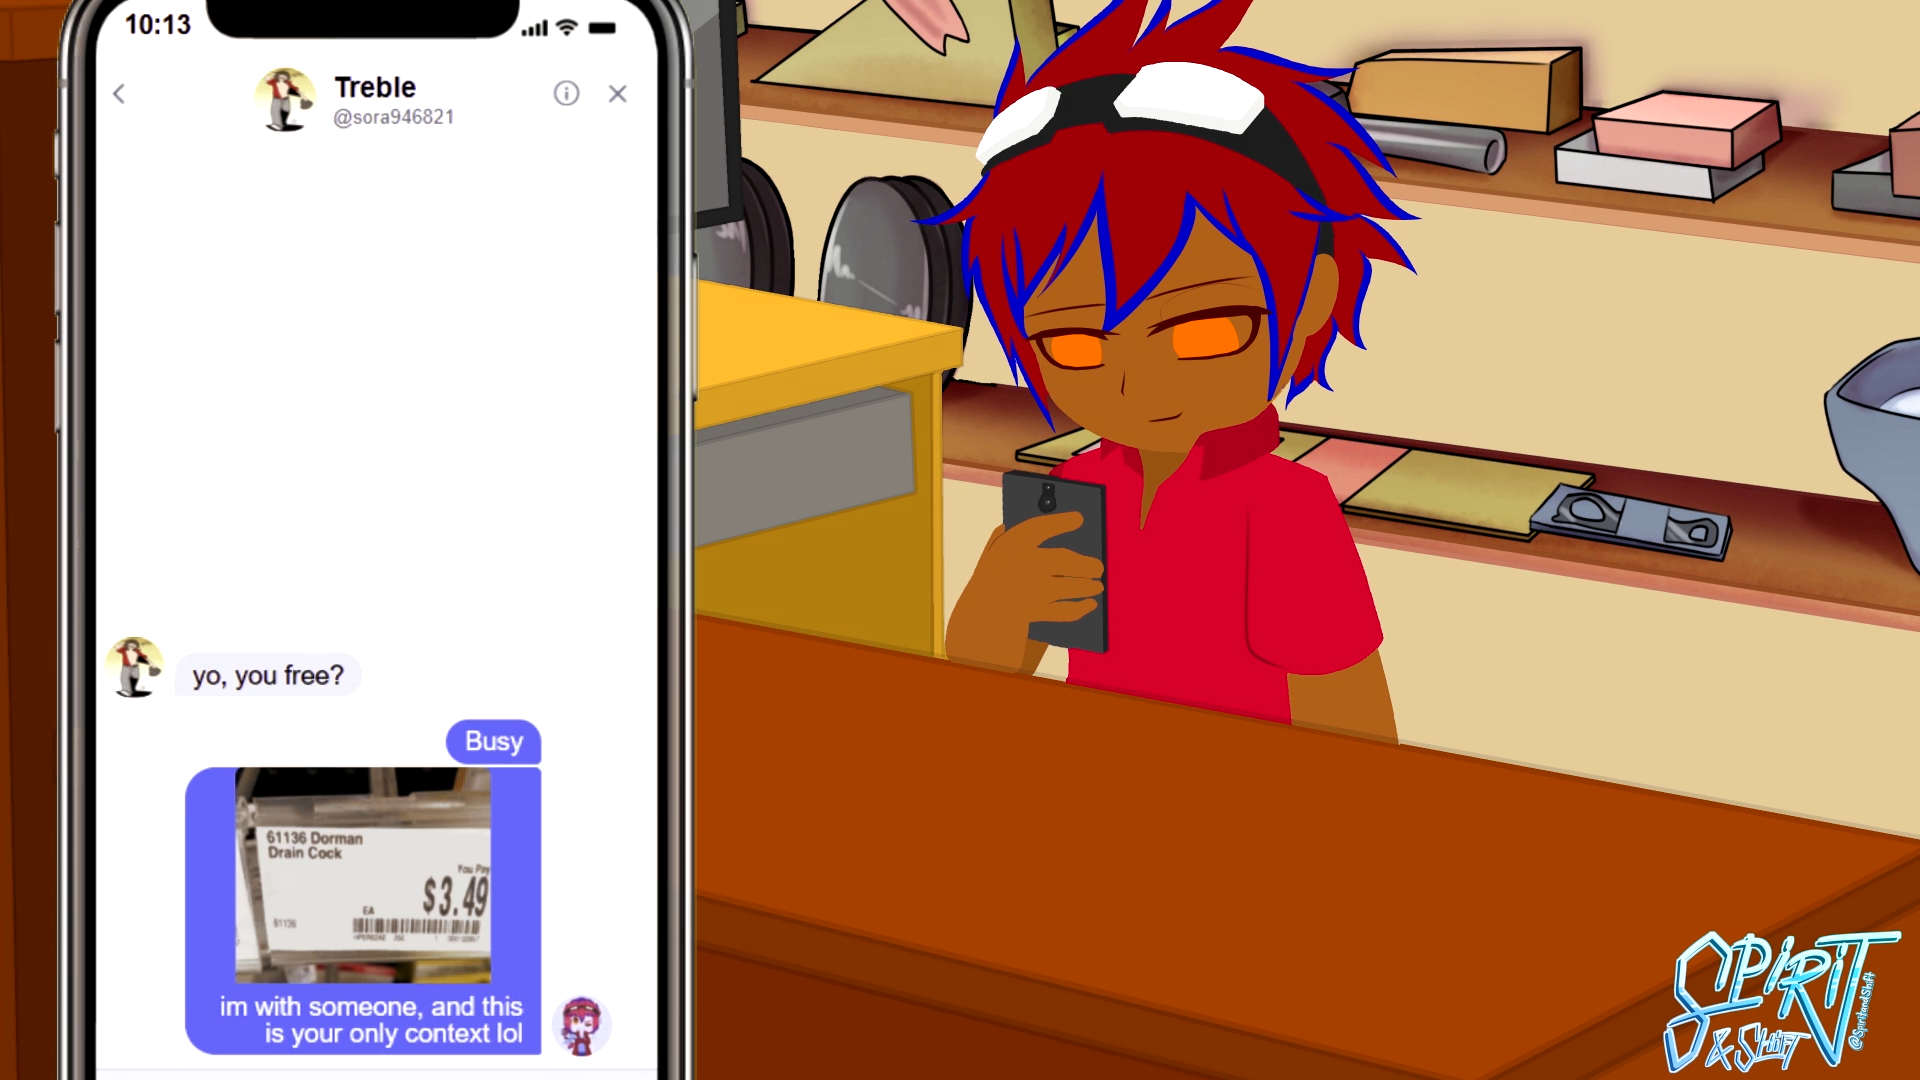 10:13
Treble
@sora946821
yo, you free?
Busy
61136 Dorman
Drain Cock
You Pay
$3.49
EA
61136
im with someone, and this
is your only context lol
SPIRIT
& SHIFT
@SpiritandShift